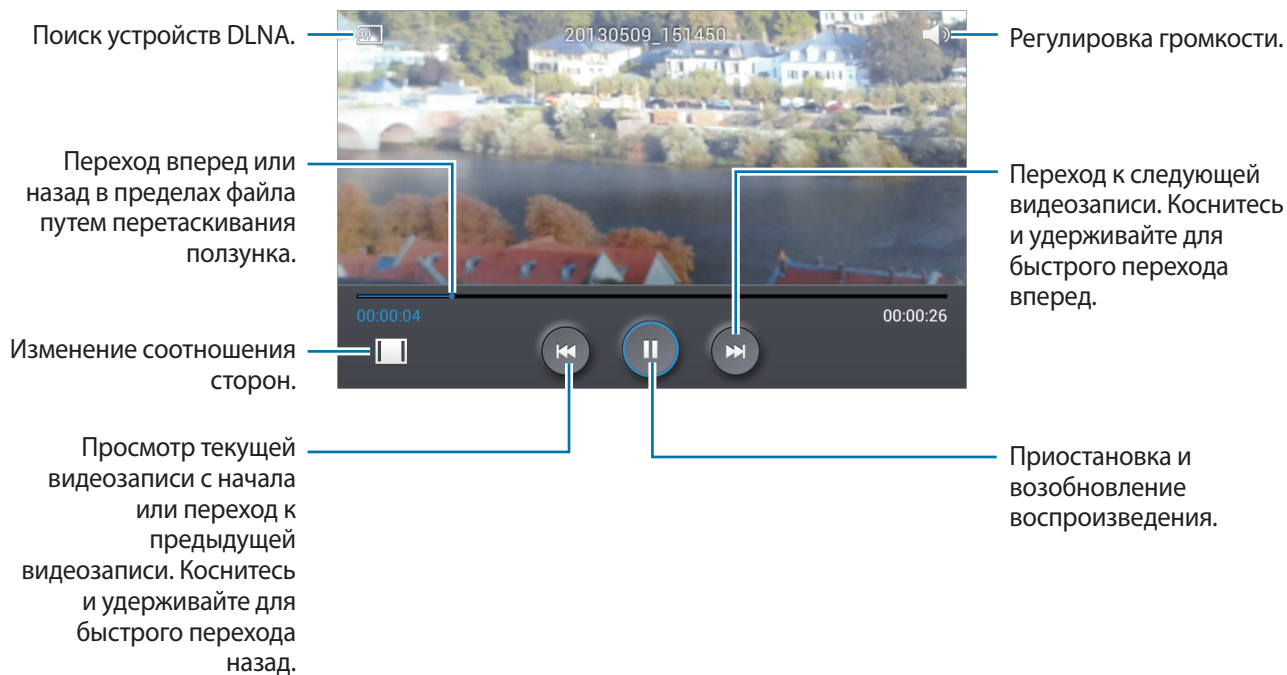 Поиск устройств DLNA.
20130509_151450
Регулировка громкости.
Переход вперед или
назад в пределах файла
путем перетаскивания
ползунка.
Переход к следующей
видеозаписи. Коснитесь
и удерживайте для
быстрого перехода
вперед.
00:00:04
00:00:26
Изменение соотношения
сторон.
Просмотр текущей
видеозаписи с начала
или переход к
предыдущей
видеозаписи. Коснитесь
и удерживайте для
быстрого перехода
назад.
Приостановка и
возобновление
воспроизведения.